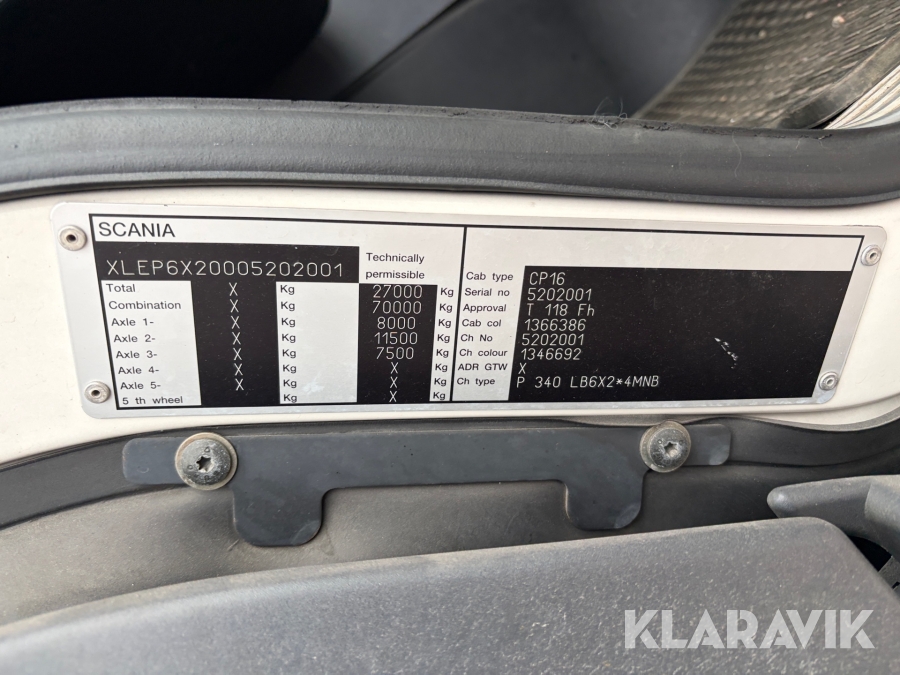 SCANIA
XLEP6X20005202001
Technically
permissible
Total X Kg 27000 Kg
Combination X Kg 70000 Kg
Axle 1- X Kg 8000 Kg
Axle 2- X Kg 11500 Kg
Axle 3- X Kg 7500 Kg
Axle 4- X Kg X Kg
Axle 5- X Kg X Kg
5 th wheel Kg X Kg
Cab type CP16
Serial no 5202001
Approval T 118 Fh
Cab col 1366386
Ch No 5202001
Ch colour 1346692
ADR GTW X
Ch type P 340 LB6X2*4MNB
KLARAVIK